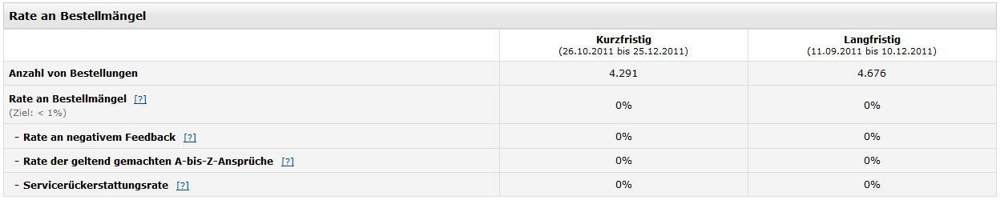 Rate an Bestellmängel
Kurzfristig Langfristig
(26.10.2011 bis 25.12.2011) (11.09.2011 bis 10.12.2011)
Anzahl von Bestellungen 4.291 4.676
Rate an Bestellmängel [?] 0% 0%
(Ziel: < 1%)
- Rate an negativem Feedback [?] 0% 0%
- Rate der geltend gemachten A-bis-Z-Ansprüche [?] 0% 0%
- Servicerückerstattungsrate [?] 0% 0%